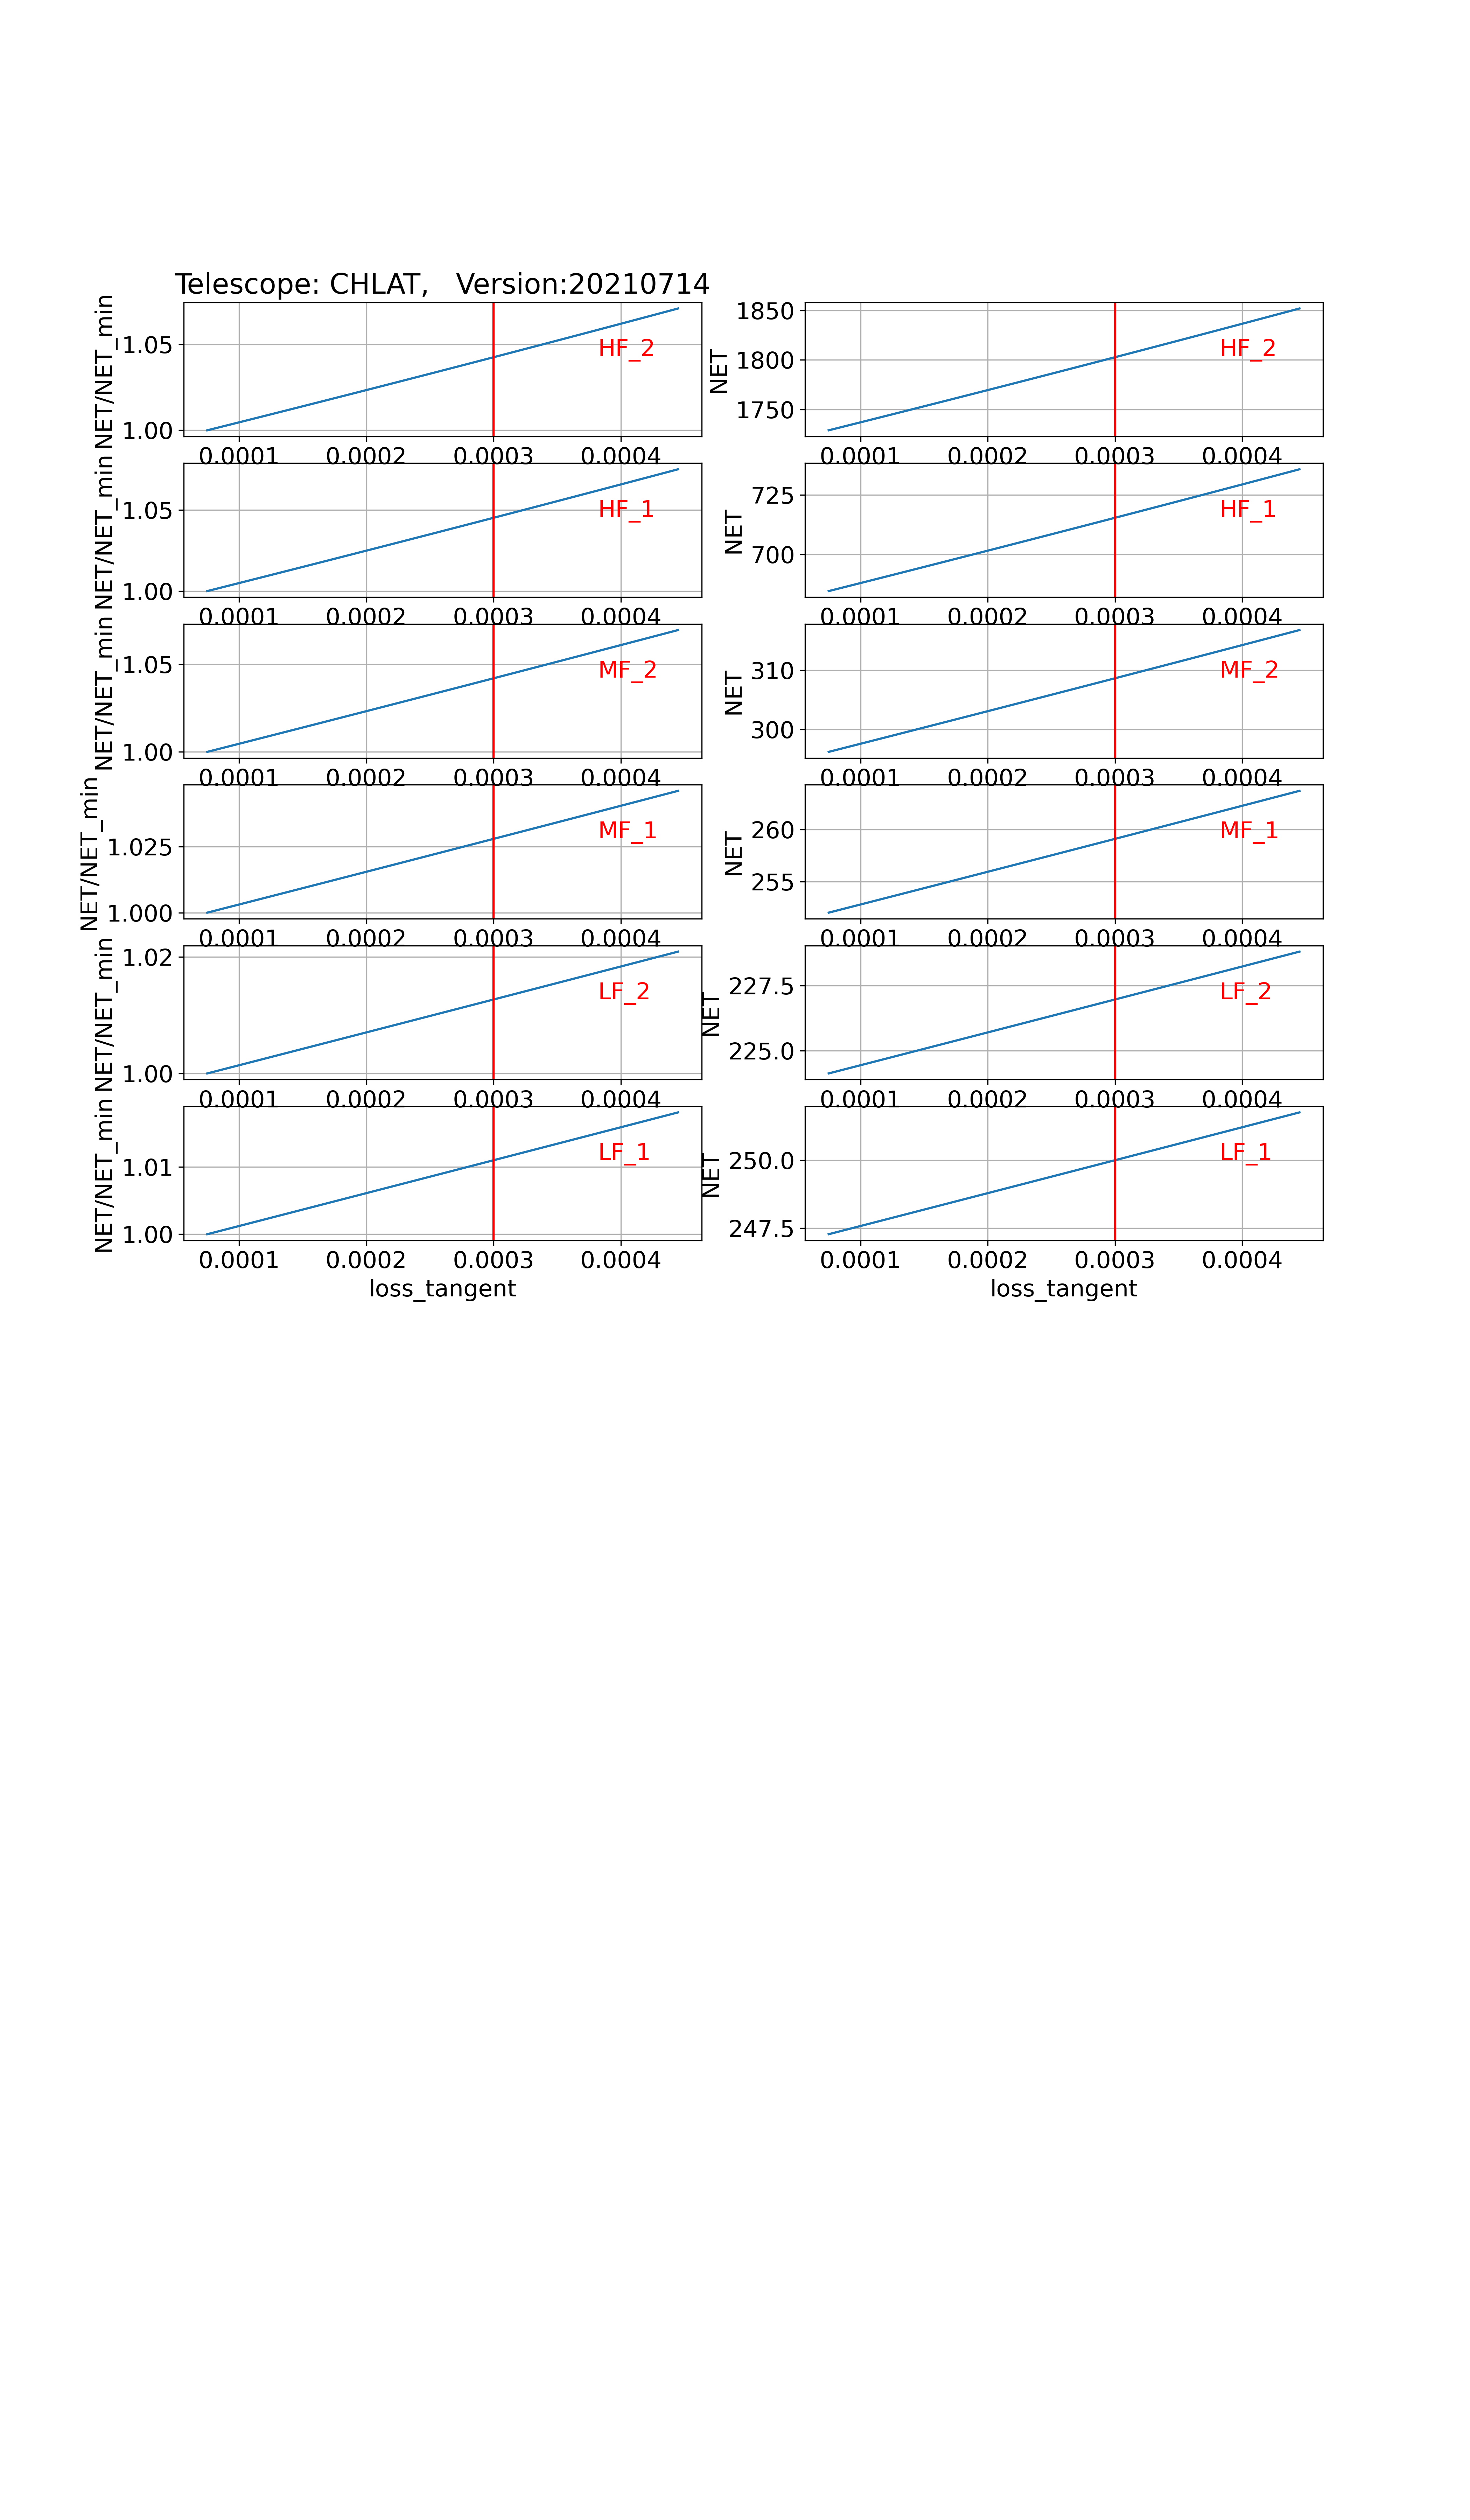 Telescope: CHLAT,   Version:20210714
NET/NET_min
1.05
1.00
HF_2
0.0001 0.0002 0.0003 0.0004
NET
1850
1800
1750
HF_2
0.0001 0.0002 0.0003 0.0004
NET/NET_min
1.05
1.00
HF_1
0.0001 0.0002 0.0003 0.0004
NET
725
700
HF_1
0.0001 0.0002 0.0003 0.0004
NET/NET_min
1.05
1.00
MF_2
0.0001 0.0002 0.0003 0.0004
NET
310
300
MF_2
0.0001 0.0002 0.0003 0.0004
NET/NET_min
1.025
1.000
MF_1
0.0001 0.0002 0.0003 0.0004
NET
260
255
MF_1
0.0001 0.0002 0.0003 0.0004
NET/NET_min
1.02
1.00
LF_2
0.0001 0.0002 0.0003 0.0004
NET
227.5
225.0
LF_2
0.0001 0.0002 0.0003 0.0004
NET/NET_min
1.01
1.00
LF_1
0.0001 0.0002 0.0003 0.0004
loss_tangent
NET
250.0
247.5
LF_1
0.0001 0.0002 0.0003 0.0004
loss_tangent